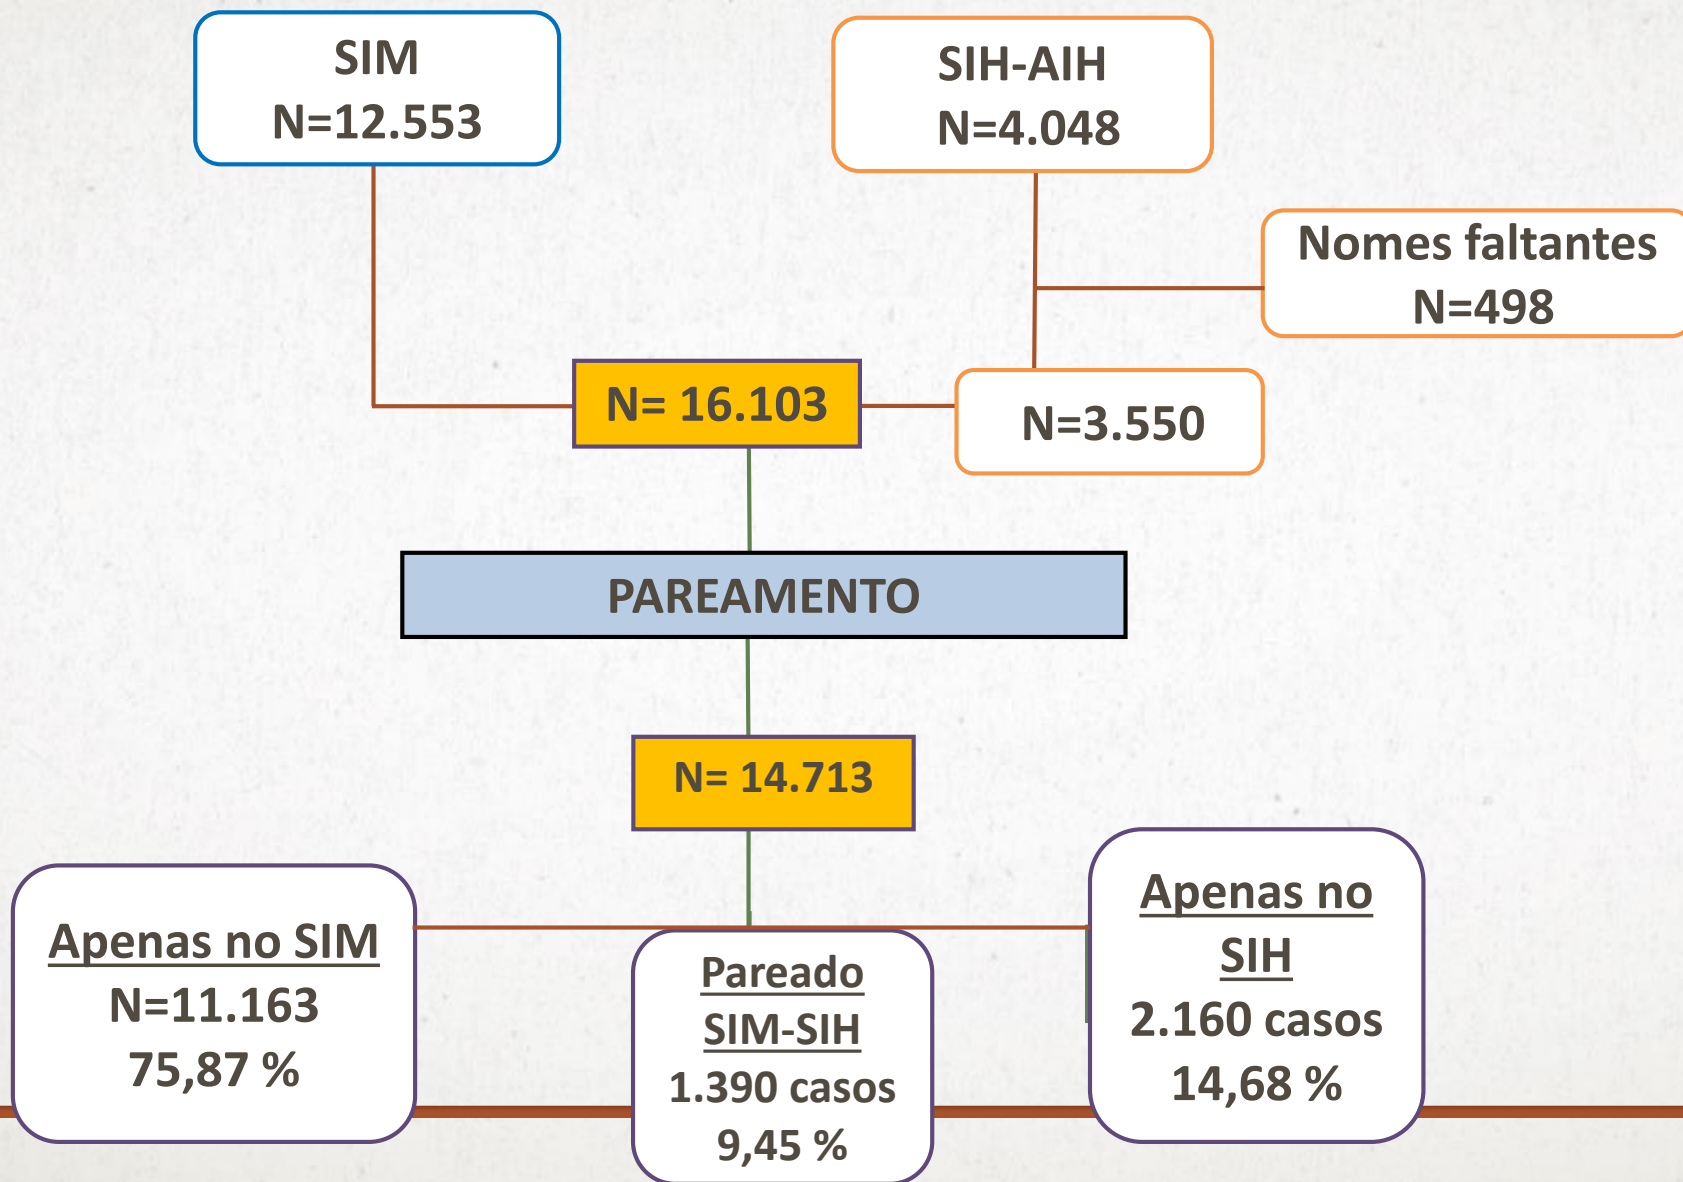 SIM
N=12.553
SIH-AIH
N=4.048
Nomes faltantes
N=498
N= 16.103
N=3.550
PAREAMENTO
N= 14.713
Apenas no SIM
N=11.163
75,87 %
Pareado
SIM-SIH
1.390 casos
9,45 %
Apenas no
SIH
2.160 casos
14,68 %